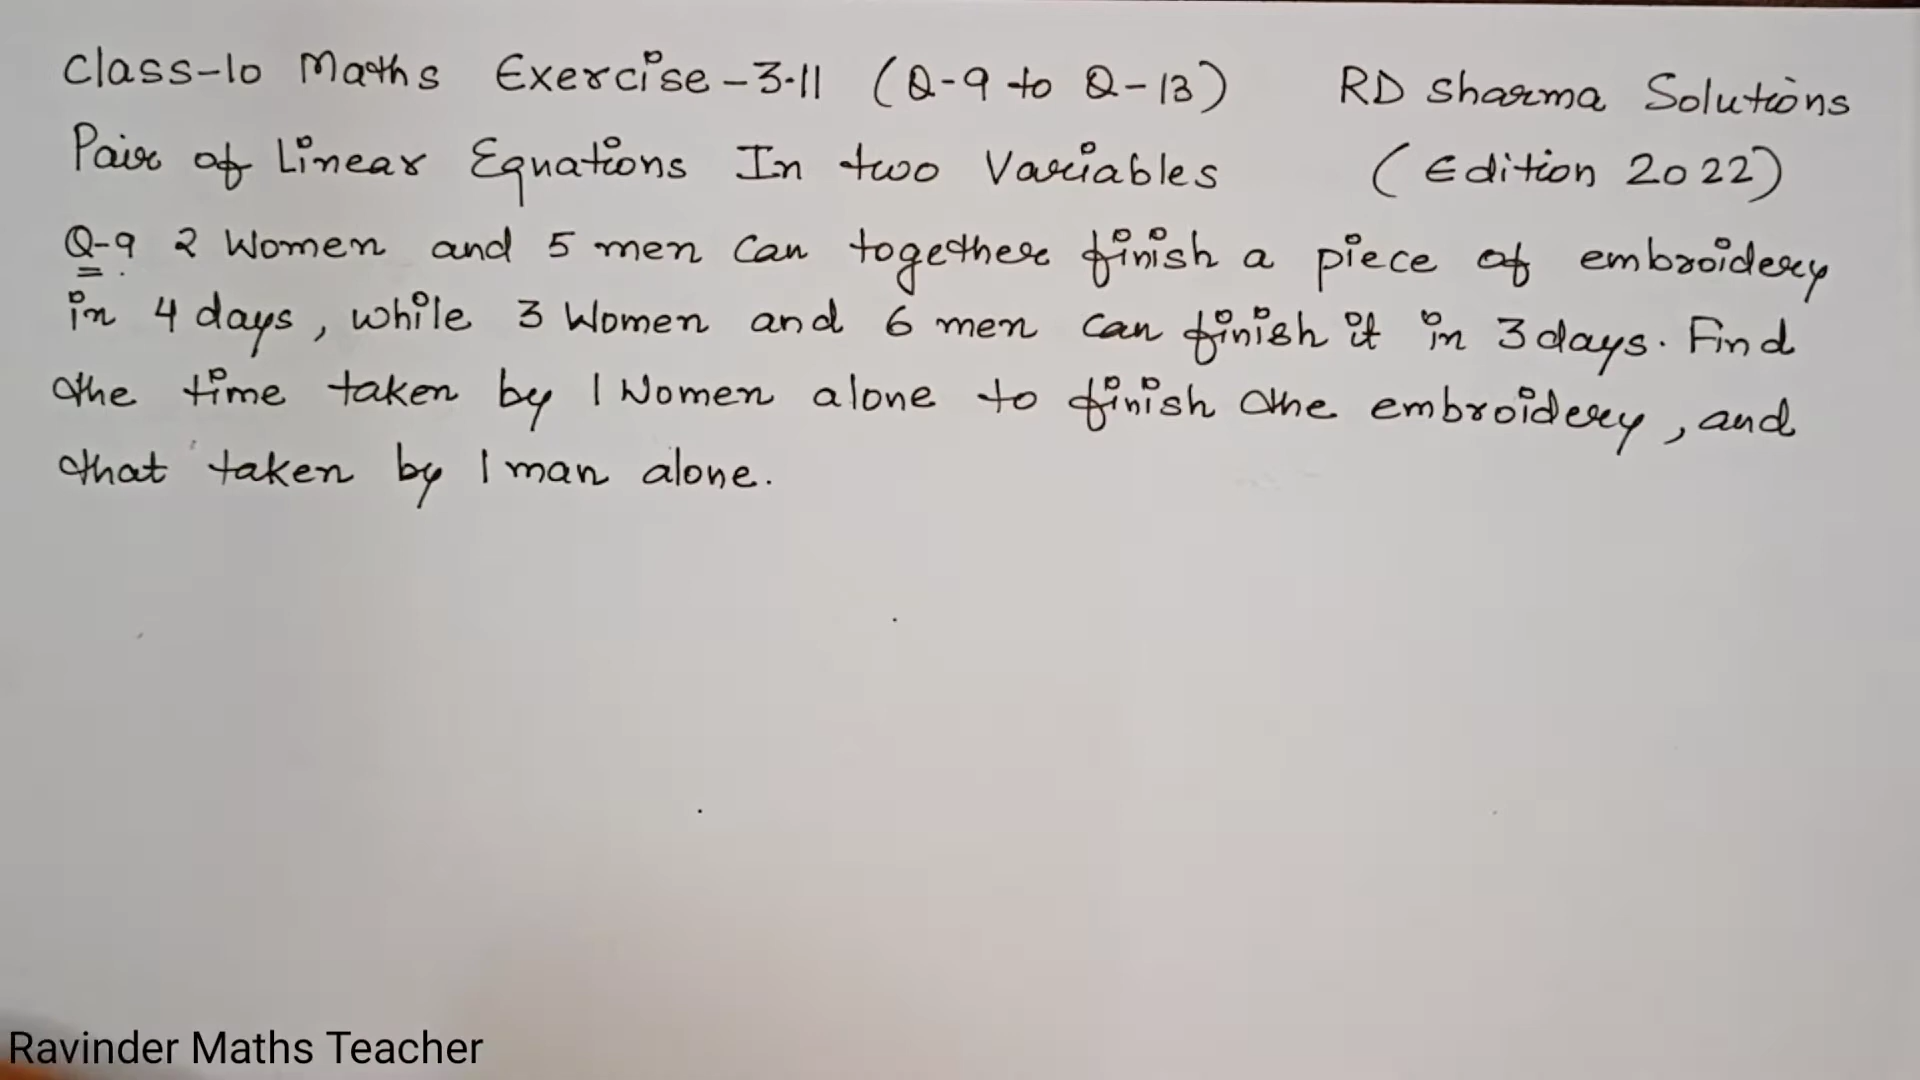 Class-10 Maths Exercise-3.11 (Q-9 to Q-13) RD Sharma Solutions
Pair of Linear Equations In two Variables (Edition 2022)
Q-9 2 Women and 5 men can together finish a piece of embroidery
in 4 days, while 3 Women and 6 men can finish it in 3 days. Find
the time taken by 1 Women alone to finish the embroidery, and
that taken by 1 man alone.
Ravinder Maths Teacher